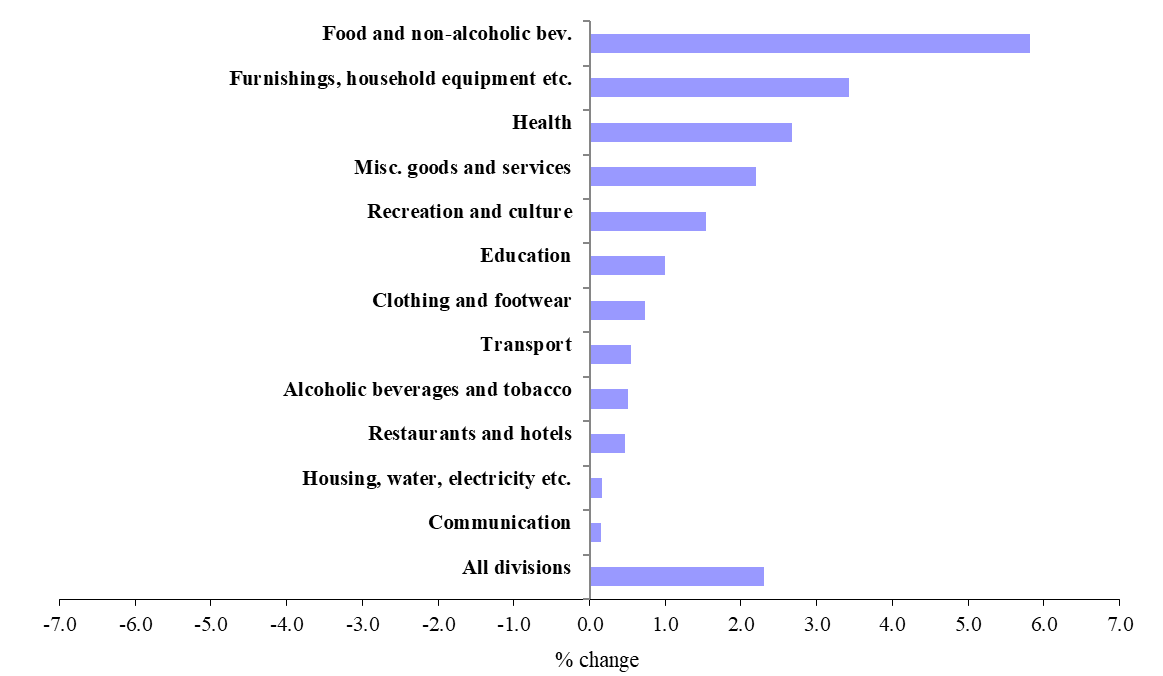 Food and non-alcoholic bev.
Furnishings, household equipment etc.
Health
Misc. goods and services
Recreation and culture
Education
Clothing and footwear
Transport
Alcoholic beverages and tobacco
Restaurants and hotels
Housing, water, electricity etc.
Communication
All divisions
-7.0 -6.0 -5.0 -4.0 -3.0 -2.0 -1.0 0.0 1.0 2.0 3.0 4.0 5.0 6.0 7.0
% change